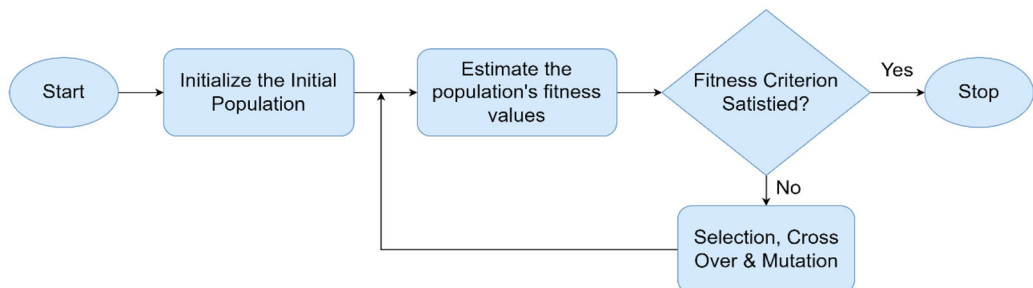 Start
Initialize the Initial
Population
Estimate the
population's fitness
values
Fitness Criterion
Satistied?
Yes
Stop
No
Selection, Cross
Over & Mutation